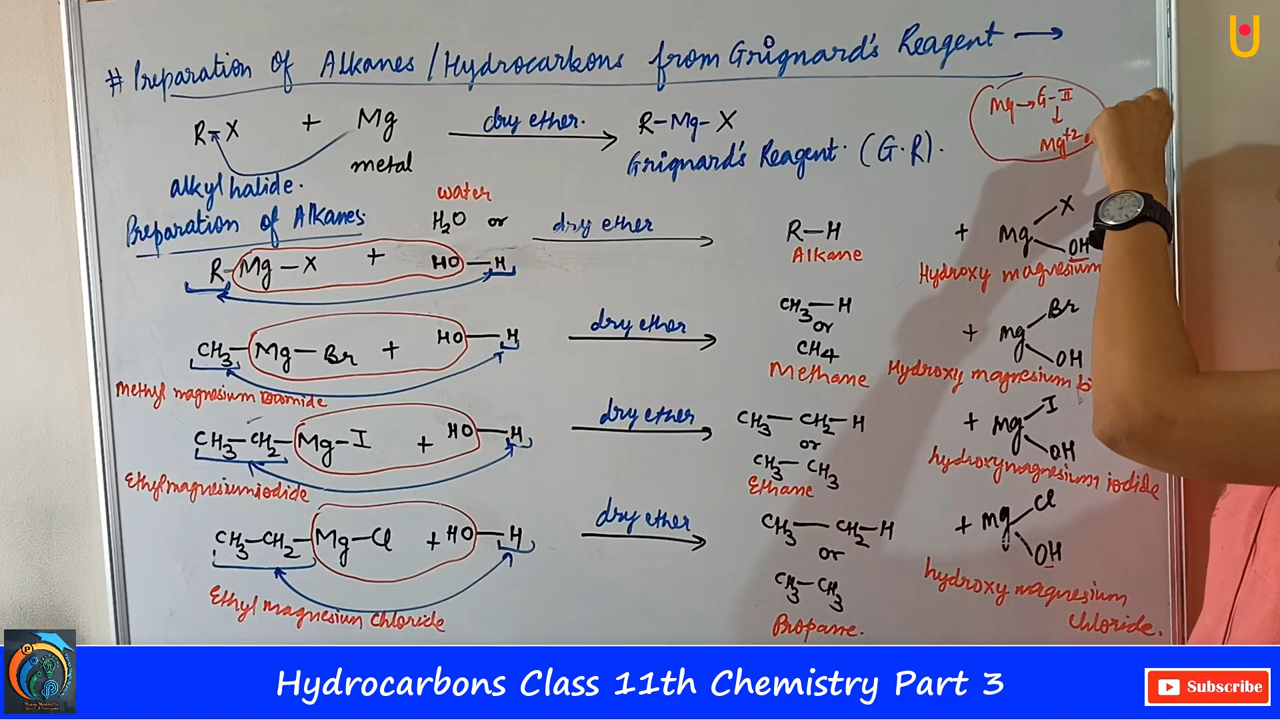 # Preparation of Alkanes/Hydrocarbons from Grignard's Reagent →
Mg → G-II
↓
Mg+2
R-X + Mg dry ether. R-Mg-X
alkyl halide. metal Grignard's Reagent. (G.R).
Preparation of Alkanes.
water
H2O or dry ether
R-Mg-X + HO-H R-H + Mg X OH
Alkane Hydroxy magnesium
CH3-Mg-Br + HO-H dry ether CH3-H + Mg Br OH
or
CH4
Methyl magnesium bromide Methane Hydroxy magnesium
CH3-CH2-Mg-I + HO-H dry ether CH3-CH2-H + Mg I OH
or
CH3-CH3
Ethylmagnesiumiodide Ethane hydroxymagnesium iodide
CH3-CH2-Mg-Cl + HO-H dry ether CH3-CH2-H + Mg Cl OH
or
CH3-CH3
Ethyl magnesium chloride Propane. hydroxy magnesium
chloride.
Hydrocarbons Class 11th Chemistry Part 3
Subscribe